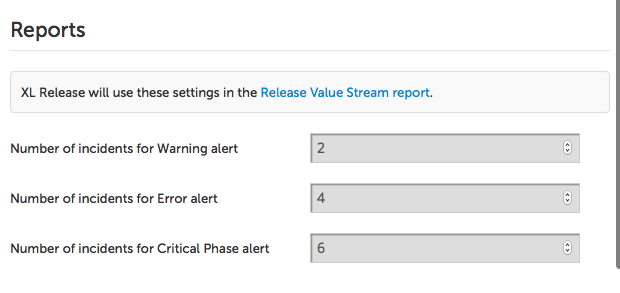 Reports
XL Release will use these settings in the Release Value Stream report.
Number of incidents for Warning alert 2
Number of incidents for Error alert 4
Number of incidents for Critical Phase alert 6